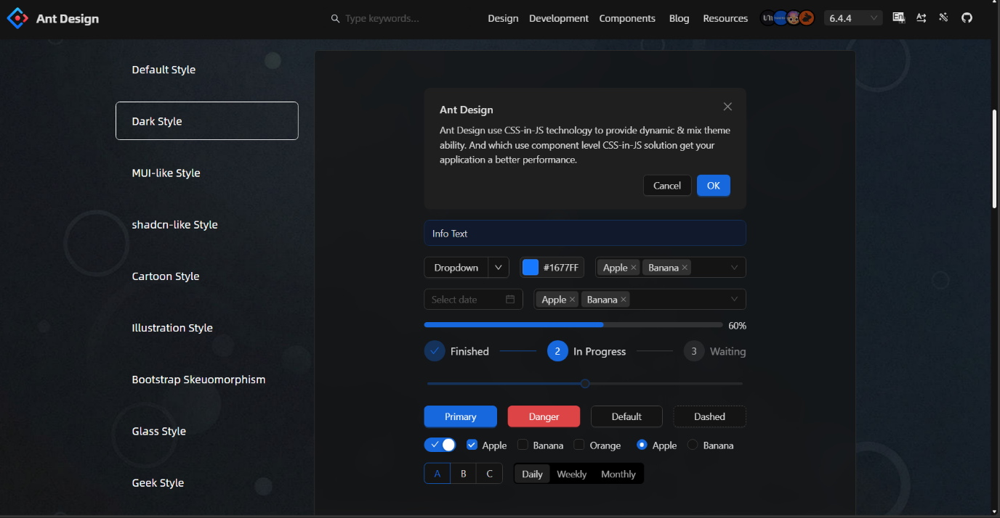 Ant Design
Type keywords...
Design Development Components Blog Resources
6.4.4
En
Default Style
Dark Style
MUI-like Style
shadcn-like Style
Cartoon Style
Illustration Style
Bootstrap Skeuomorphism
Glass Style
Geek Style
Ant Design
Ant Design use CSS-in-JS technology to provide dynamic & mix theme
ability. And which use component level CSS-in-JS solution get your
application a better performance.
Cancel OK
Info Text
Dropdown #1677FF Apple Banana
Select date Apple Banana
60%
Finished 2 In Progress 3 Waiting
Primary Danger Default Dashed
Apple Banana Orange Apple Banana
A B C Daily Weekly Monthly